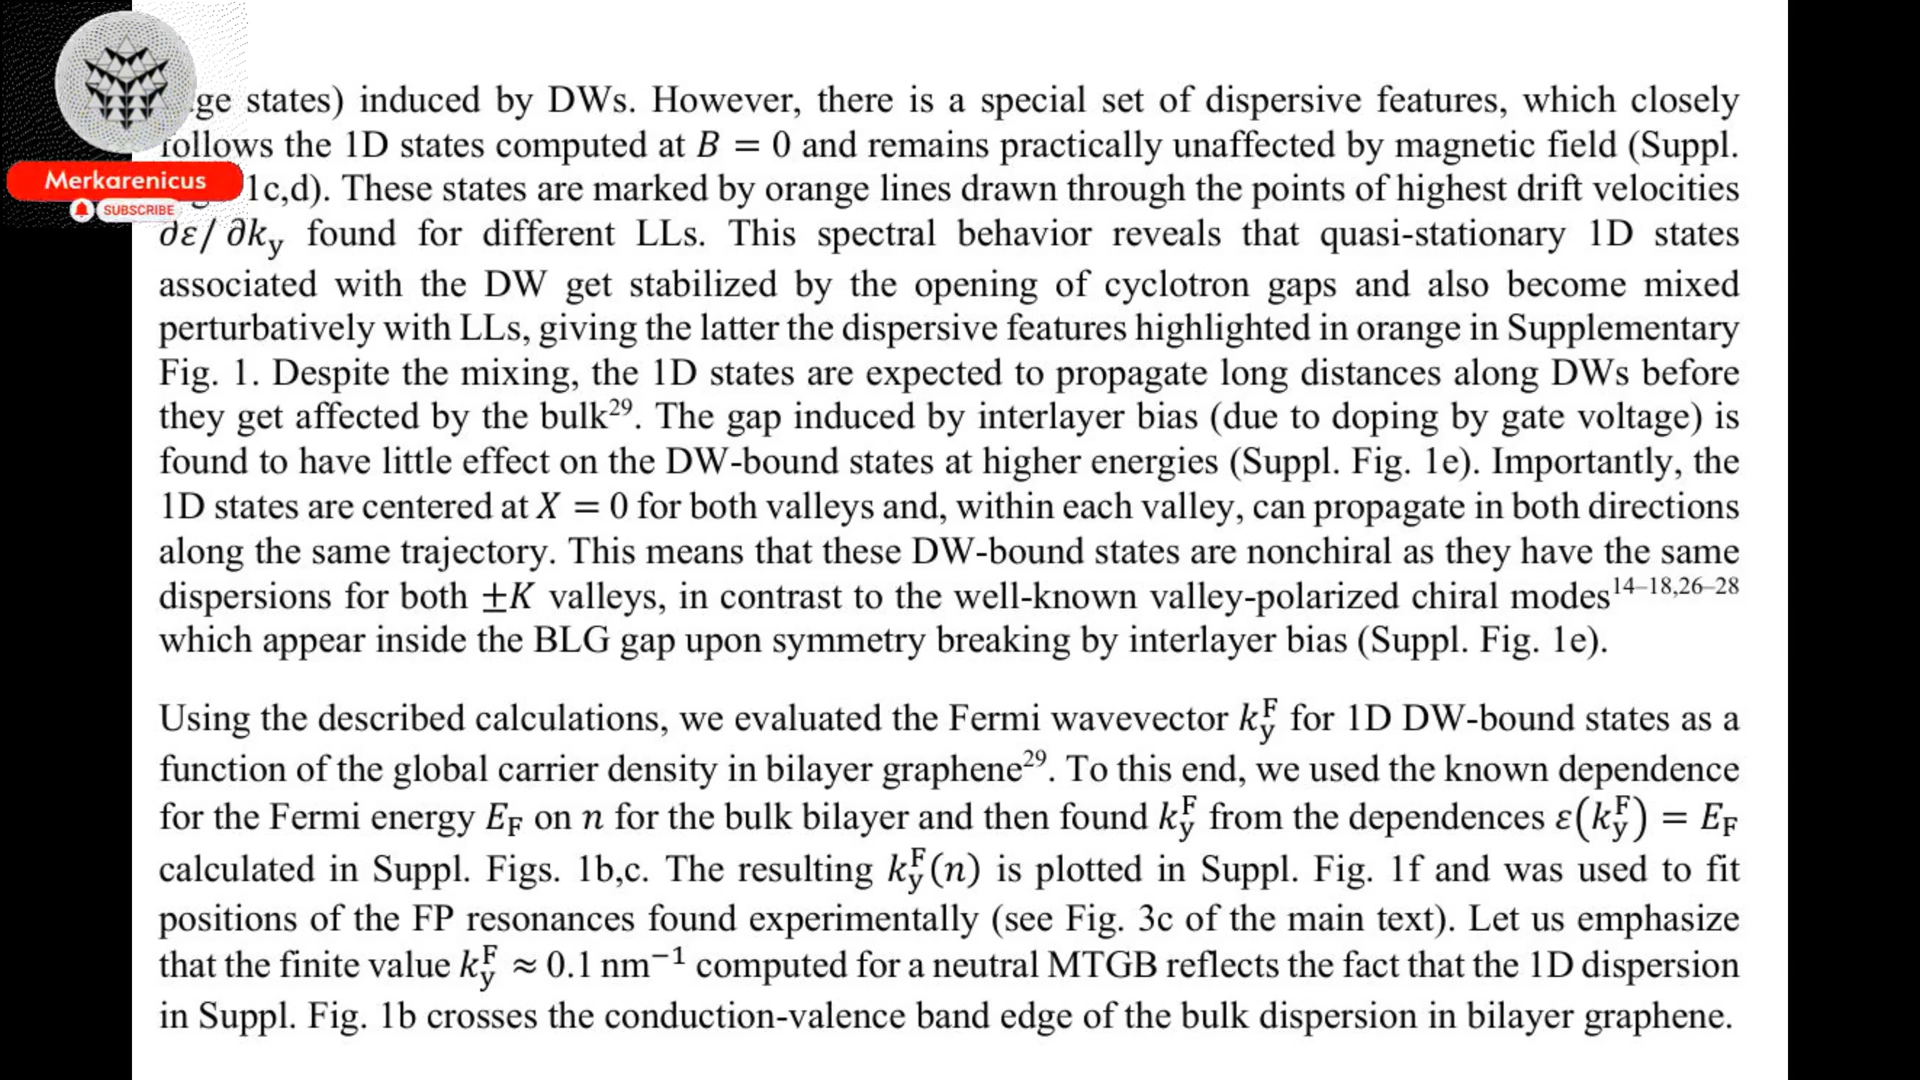 ge states) induced by DWs. However, there is a special set of dispersive features, which closely
follows the 1D states computed at B = 0 and remains practically unaffected by magnetic field (Suppl.
Merkarenicus
1c,d). These states are marked by orange lines drawn through the points of highest drift velocities
SUBSCRIBE
∂ε/∂k_y found for different LLs. This spectral behavior reveals that quasi-stationary 1D states
associated with the DW get stabilized by the opening of cyclotron gaps and also become mixed
perturbatively with LLs, giving the latter the dispersive features highlighted in orange in Supplementary
Fig. 1. Despite the mixing, the 1D states are expected to propagate long distances along DWs before
they get affected by the bulk²⁹. The gap induced by interlayer bias (due to doping by gate voltage) is
found to have little effect on the DW-bound states at higher energies (Suppl. Fig. 1e). Importantly, the
1D states are centered at X = 0 for both valleys and, within each valley, can propagate in both directions
along the same trajectory. This means that these DW-bound states are nonchiral as they have the same
dispersions for both ±K valleys, in contrast to the well-known valley-polarized chiral modes¹⁴⁻¹⁸,²⁶⁻²⁸
which appear inside the BLG gap upon symmetry breaking by interlayer bias (Suppl. Fig. 1e).
Using the described calculations, we evaluated the Fermi wavevector k_y^F for 1D DW-bound states as a
function of the global carrier density in bilayer graphene²⁹. To this end, we used the known dependence
for the Fermi energy E_F on n for the bulk bilayer and then found k_y^F from the dependences ε(k_y^F) = E_F
calculated in Suppl. Figs. 1b,c. The resulting k_y^F(n) is plotted in Suppl. Fig. 1f and was used to fit
positions of the FP resonances found experimentally (see Fig. 3c of the main text). Let us emphasize
that the finite value k_y^F ≈ 0.1 nm⁻¹ computed for a neutral MTGB reflects the fact that the 1D dispersion
in Suppl. Fig. 1b crosses the conduction-valence band edge of the bulk dispersion in bilayer graphene.